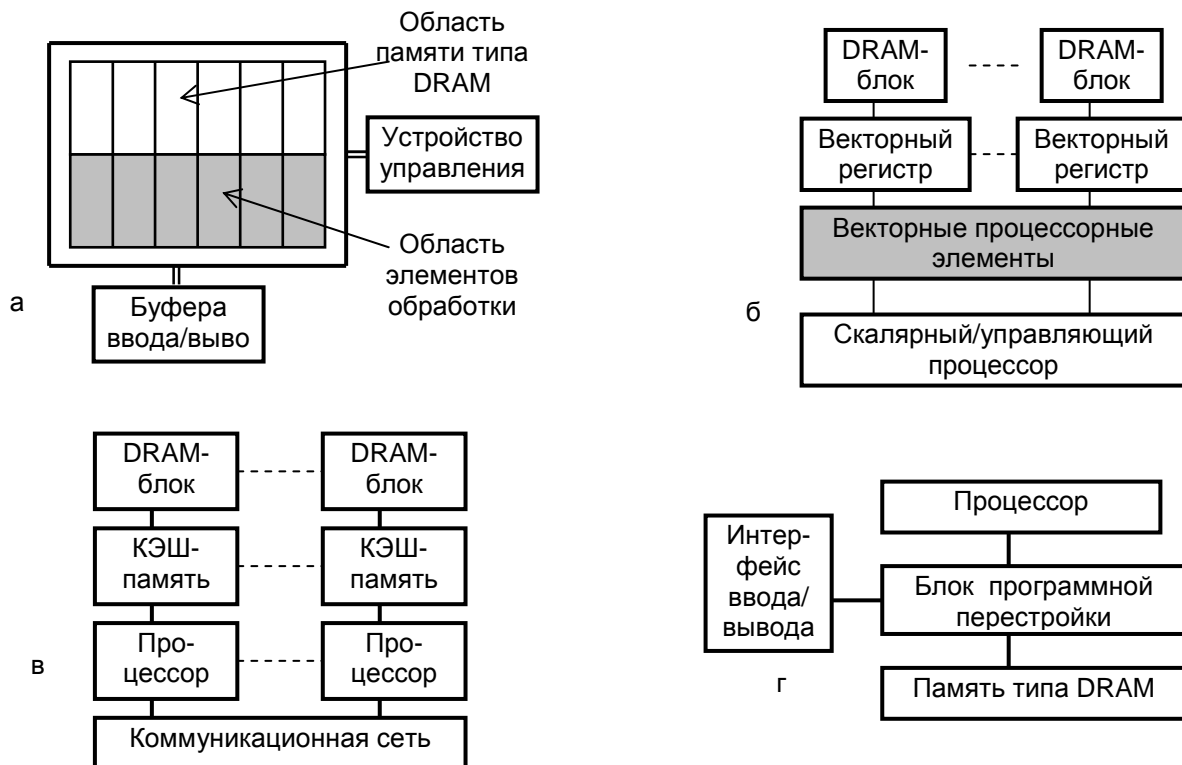 Область
памяти типа
DRAM
Устройство
управления
Область
элементов
обработки
Буфера
ввода/выво
а
DRAM-
блок
DRAM-
блок
Векторный
регистр
Векторный
регистр
Векторные процессорные
элементы
Скалярный/управляющий
процессор
б
DRAM-
блок
DRAM-
блок
КЭШ-
память
КЭШ-
память
Про-
цессор
Про-
цессор
Коммуникационная сеть
в
Процессор
Интер-
фейс
ввода/
вывода
Блок программной
перестройки
Память типа DRAM
г